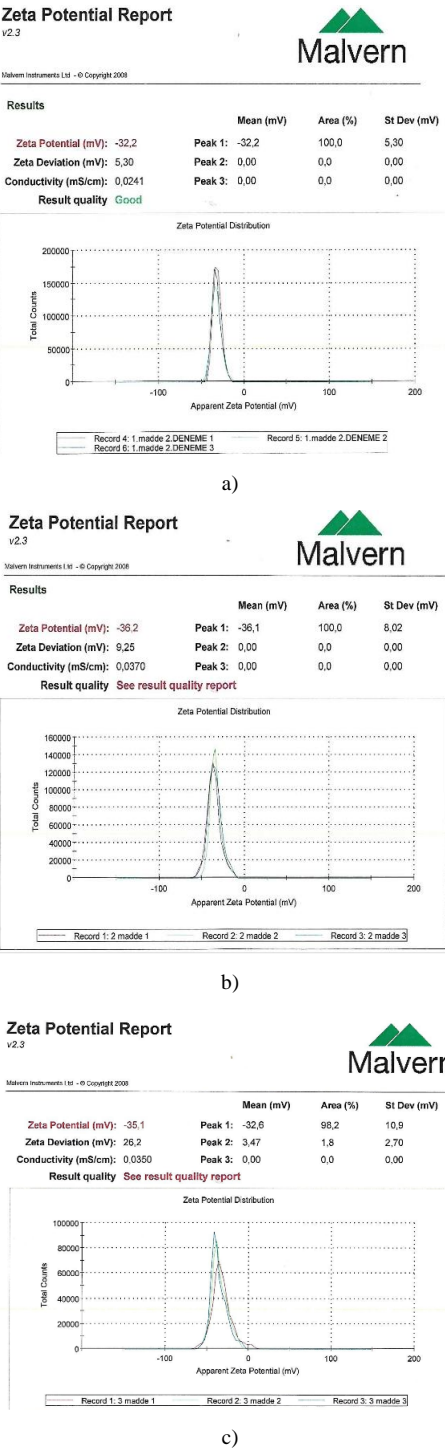 Zeta Potential Report
v2.3
Malvern
Malvern Instruments Ltd - © Copyright 2008
Results
Mean (mV) Area (%) St Dev (mV)
Zeta Potential (mV): -32,2 Peak 1: -32,2 100,0 5,30
Zeta Deviation (mV): 5,30 Peak 2: 0,00 0,0 0,00
Conductivity (mS/cm): 0,0241 Peak 3: 0,00 0,0 0,00
Result quality Good
Zeta Potential Distribution
200000
150000
100000
50000
0
Total Counts
-100 0 100 200
Apparent Zeta Potential (mV)
Record 4: 1.madde 2.DENEME 1 Record 5: 1.madde 2.DENEME 2
Record 6: 1.madde 2.DENEME 3
a)
Zeta Potential Report
v2.3
Malvern
Malvern Instruments Ltd - © Copyright 2008
Results
Mean (mV) Area (%) St Dev (mV)
Zeta Potential (mV): -36,2 Peak 1: -36,1 100,0 8,02
Zeta Deviation (mV): 9,25 Peak 2: 0,00 0,0 0,00
Conductivity (mS/cm): 0,0370 Peak 3: 0,00 0,0 0,00
Result quality See result quality report
Zeta Potential Distribution
160000
140000
120000
100000
80000
60000
40000
20000
0
Total Counts
-100 0 100 200
Apparent Zeta Potential (mV)
Record 1: 2 madde 1 Record 2: 2 madde 2 Record 3: 2 madde 3
b)
Zeta Potential Report
v2.3
Malvern
Malvern Instruments Ltd - © Copyright 2008
Mean (mV) Area (%) St Dev (mV)
Zeta Potential (mV): -35,1 Peak 1: -32,6 98,2 10,9
Zeta Deviation (mV): 26,2 Peak 2: 3,47 1,8 2,70
Conductivity (mS/cm): 0,0350 Peak 3: 0,00 0,0 0,00
Result quality See result quality report
Zeta Potential Distribution
100000
80000
60000
40000
20000
0
Total Counts
-100 0 100 200
Apparent Zeta Potential (mV)
Record 1: 3 madde 1 Record 2: 3 madde 2 Record 3: 3 madde 3
c)